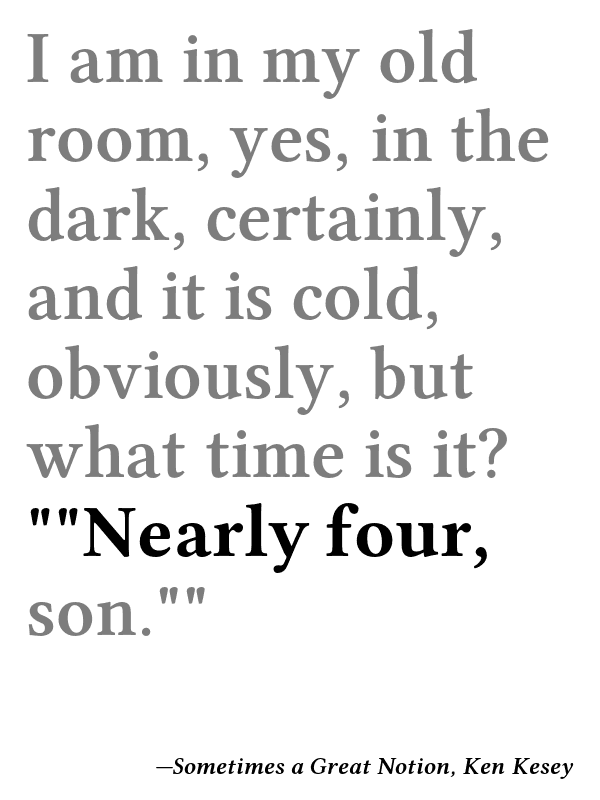 I am in my old
room, yes, in the
dark, certainly,
and it is cold,
obviously, but
what time is it?
""Nearly four,
son.""
—Sometimes a Great Notion, Ken Kesey